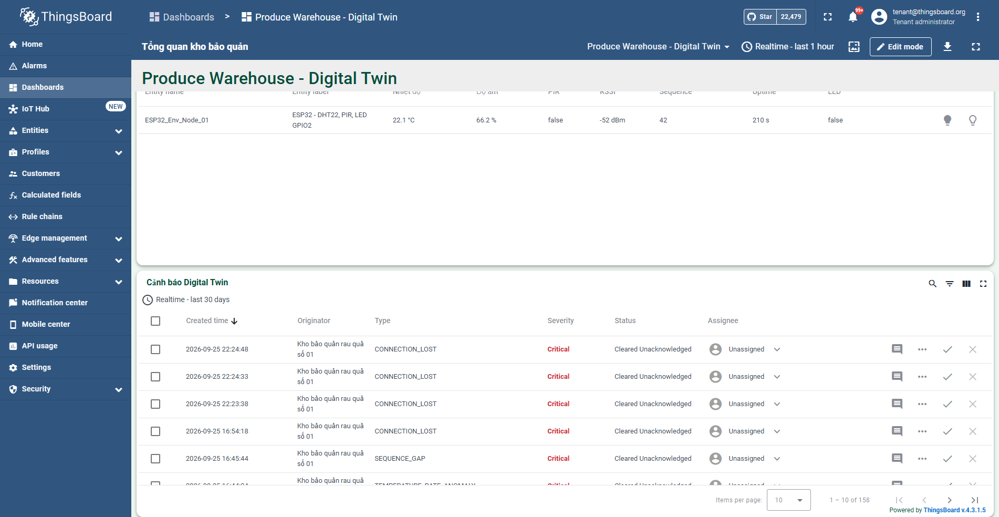 ThingsBoard
Dashboards > Produce Warehouse - Digital Twin
Star 22,479
99+
tenant@thingsboard.org
Tenant administrator
Home
Alarms
Dashboards
IoT Hub NEW
Entities
Profiles
Customers
Calculated fields
Rule chains
Edge management
Advanced features
Resources
Notification center
Mobile center
API usage
Settings
Security
Tổng quan kho bảo quản
Produce Warehouse - Digital Twin
Realtime - last 1 hour
Edit mode
Produce Warehouse - Digital Twin
Entity name Entity label Nhiệt độ Độ ẩm PIR RSSI Sequence Uptime LED
ESP32_Env_Node_01 ESP32 - DHT22, PIR, LED GPIO2 22.1 °C 66.2 % false -52 dBm 42 210 s false
Cảnh báo Digital Twin
Realtime - last 30 days
Created time Originator Type Severity Status Assignee
2026-09-25 22:24:48 Kho bảo quản rau quả số 01 CONNECTION_LOST Critical Cleared Unacknowledged Unassigned
2026-09-25 22:24:33 Kho bảo quản rau quả số 01 CONNECTION_LOST Critical Cleared Unacknowledged Unassigned
2026-09-25 22:23:38 Kho bảo quản rau quả số 01 CONNECTION_LOST Critical Cleared Unacknowledged Unassigned
2026-09-25 16:54:18 Kho bảo quản rau quả số 01 CONNECTION_LOST Critical Cleared Unacknowledged Unassigned
2026-09-25 16:45:44 Kho bảo quản rau quả số 01 SEQUENCE_GAP Critical Cleared Unacknowledged Unassigned
Kho bảo quản rau quả TEMPERATURE_RATE_ANOMALY Critical Cleared Unacknowledged Unassigned
Items per page: 10 1 – 10 of 158
Powered by ThingsBoard v.4.3.1.5